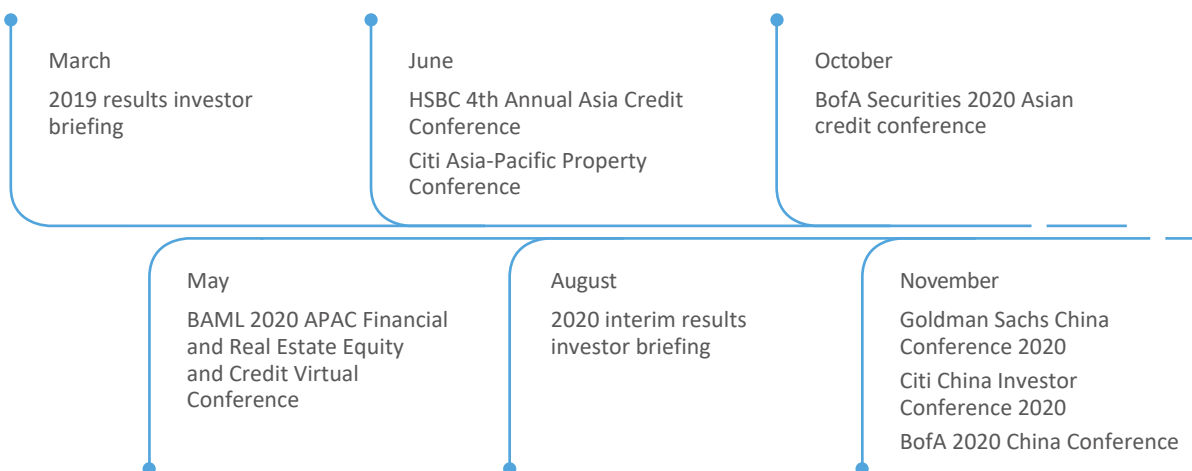 March
2019 results investor
briefing
June
HSBC 4th Annual Asia Credit
Conference
Citi Asia-Pacific Property
Conference
October
BofA Securities 2020 Asian
credit conference
May
BAML 2020 APAC Financial
and Real Estate Equity
and Credit Virtual
Conference
August
2020 interim results
investor briefing
November
Goldman Sachs China
Conference 2020
Citi China Investor
Conference 2020
BofA 2020 China Conference